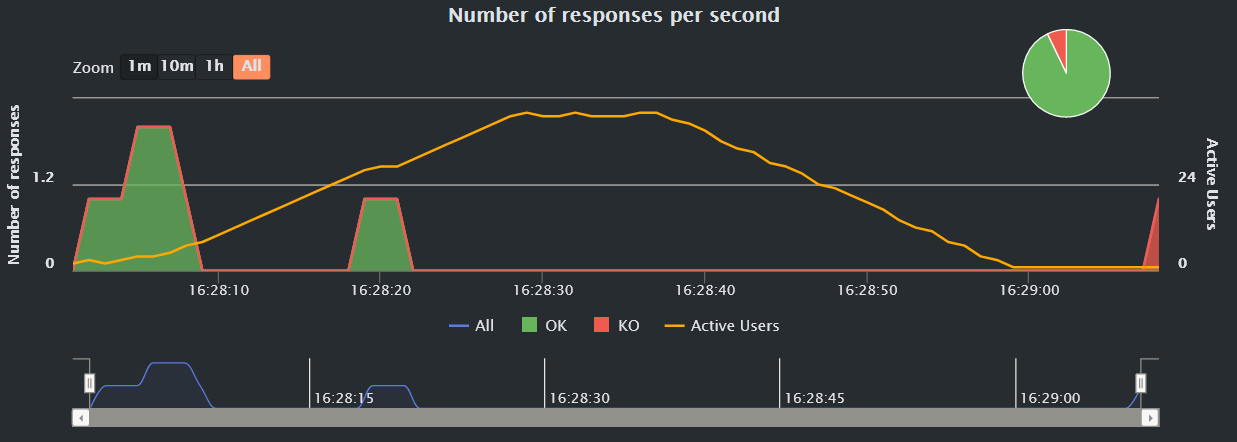 Number of responses per second
Zoom 1m 10m 1h All
Number of responses
1.2
0
Active Users
24
0
16:28:10 16:28:20 16:28:30 16:28:40 16:28:50 16:29:00
All OK KO Active Users
16:28:15 16:28:30 16:28:45 16:29:00